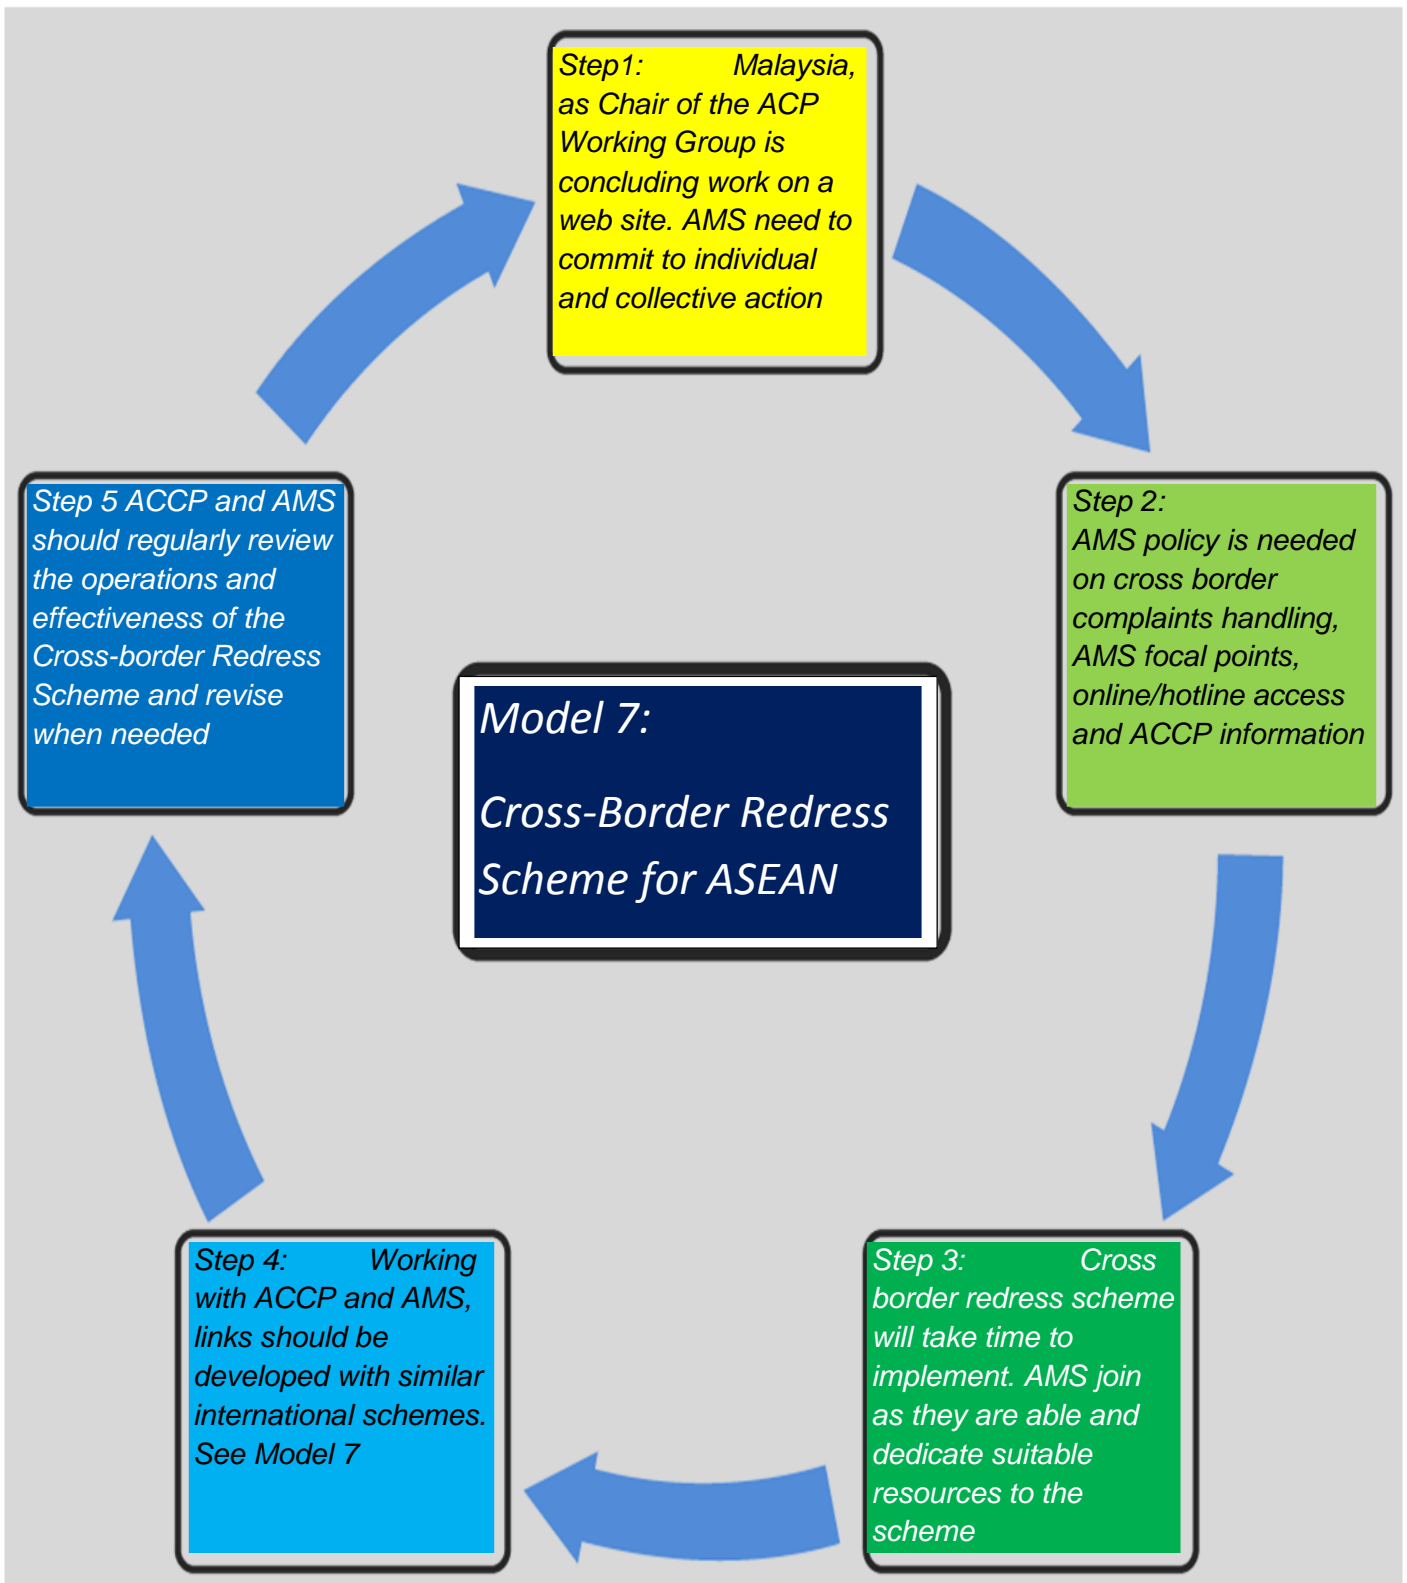 Step1: Malaysia,
as Chair of the ACP
Working Group is
concluding work on a
web site. AMS need to
commit to individual
and collective action
Step 2:
AMS policy is needed
on cross border
complaints handling,
AMS focal points,
online/hotline access
and ACCP information
Step 3: Cross
border redress scheme
will take time to
implement. AMS join
as they are able and
dedicate suitable
resources to the
scheme
Step 4: Working
with ACCP and AMS,
links should be
developed with similar
international schemes.
See Model 7
Step 5 ACCP and AMS
should regularly review
the operations and
effectiveness of the
Cross-border Redress
Scheme and revise
when needed
Model 7:
Cross-Border Redress
Scheme for ASEAN